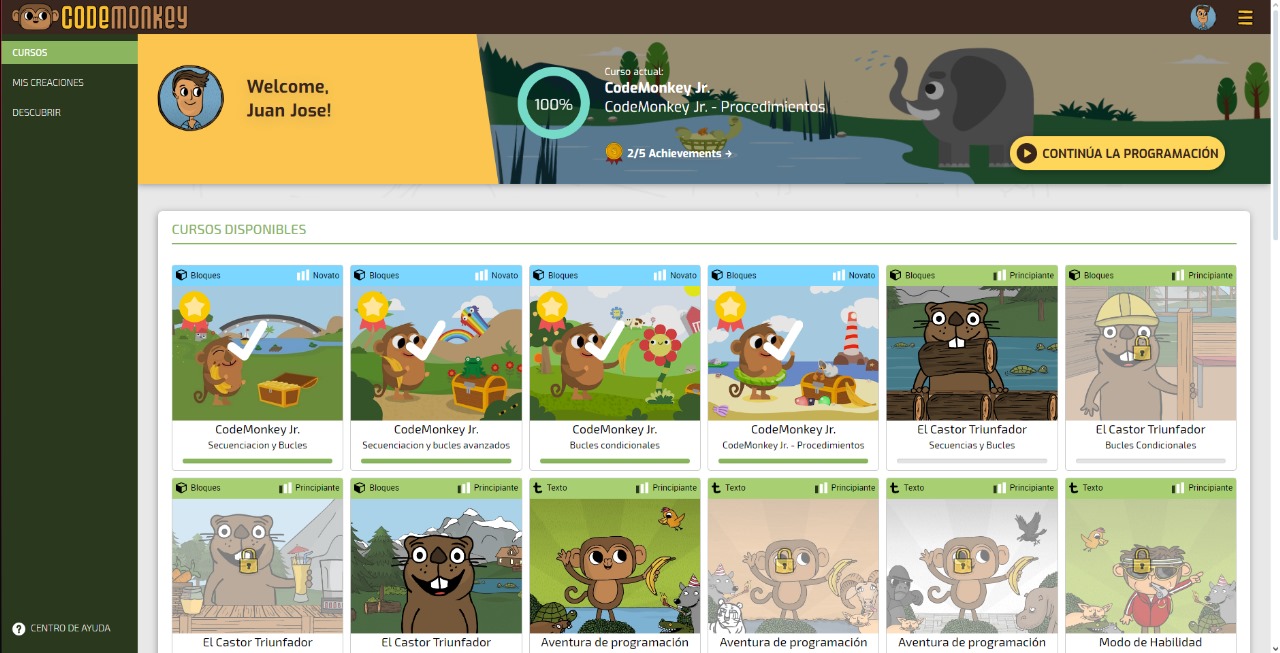 CODEMONKEY
CURSOS
MIS CREACIONES
DESCUBRIR
CENTRO DE AYUDA
Welcome,
Juan Jose!
100%
Curso actual:
CodeMonkey Jr.
CodeMonkey Jr. - Procedimientos
2/5 Achievements →
CONTINÚA LA PROGRAMACIÓN
CURSOS DISPONIBLES
Bloques Novato
CodeMonkey Jr.
Secuenciacion y Bucles
Bloques Novato
CodeMonkey Jr.
Secuenciacion y bucles avanzados
Bloques Novato
CodeMonkey Jr.
Bucles condicionales
Bloques Novato
CodeMonkey Jr.
CodeMonkey Jr. - Procedimientos
Bloques Principiante
El Castor Triunfador
Secuencias y Bucles
Bloques Principiante
El Castor Triunfador
Bucles Condicionales
Bloques Principiante
El Castor Triunfador
Bloques Principiante
El Castor Triunfador
Texto Principiante
Aventura de programación
Texto Principiante
Aventura de programación
Texto Principiante
Aventura de programación
Texto Principiante
Modo de Habilidad